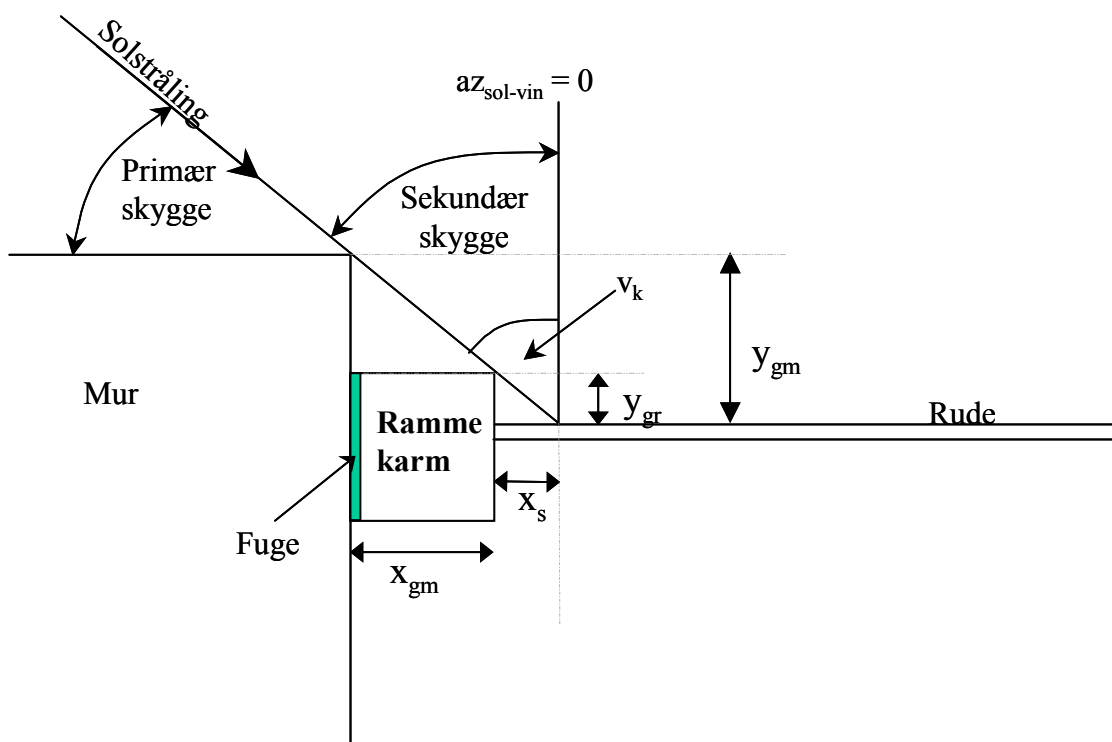 Solstråling
az_sol-vin = 0
Primær
skygge
Sekundær
skygge
v_k
y_gm
Mur
y_gr
Rude
Ramme
karm
x_s
Fuge
x_gm